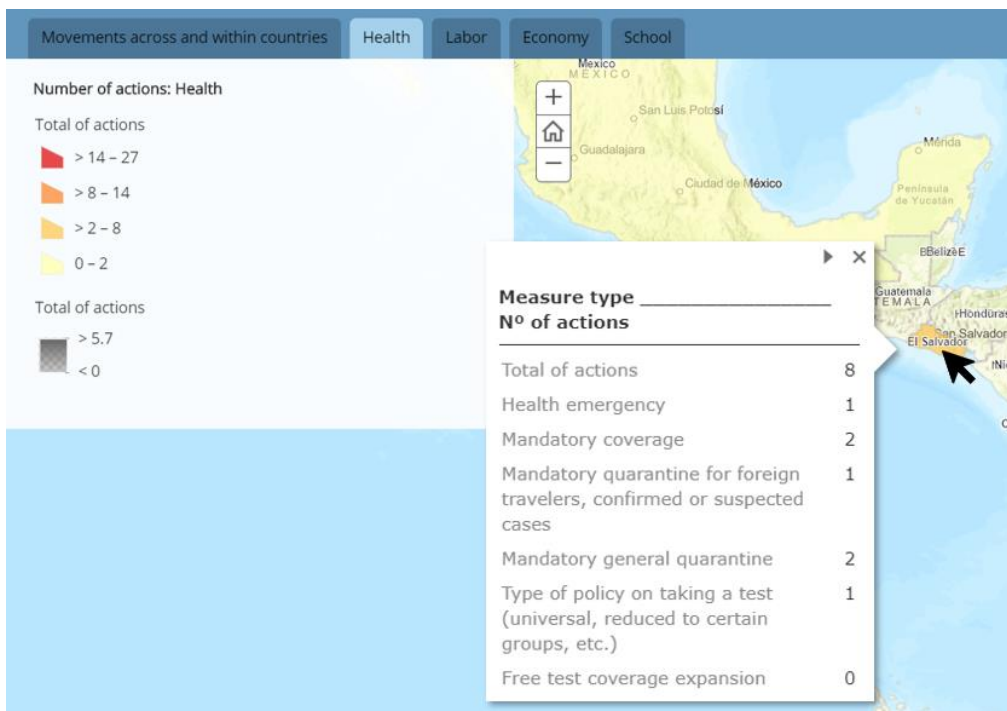 Movements across and within countries
Health
Labor
Economy
School
Number of actions: Health
Total of actions
> 14 – 27
> 8 – 14
> 2 – 8
0 – 2
Total of actions
> 5.7
< 0
+
−
Mexico
MÉXICO
San Luis Potosí
Guadalajara
Ciudad de México
Mérida
Península
de Yucatán
Guatemala
San Salvador
El Salvador
Measure type
Nº of actions
Total of actions 8
Health emergency 1
Mandatory coverage 2
Mandatory quarantine for foreign 1
travelers, confirmed or suspected
cases
Mandatory general quarantine 2
Type of policy on taking a test 1
(universal, reduced to certain
groups, etc.)
Free test coverage expansion 0